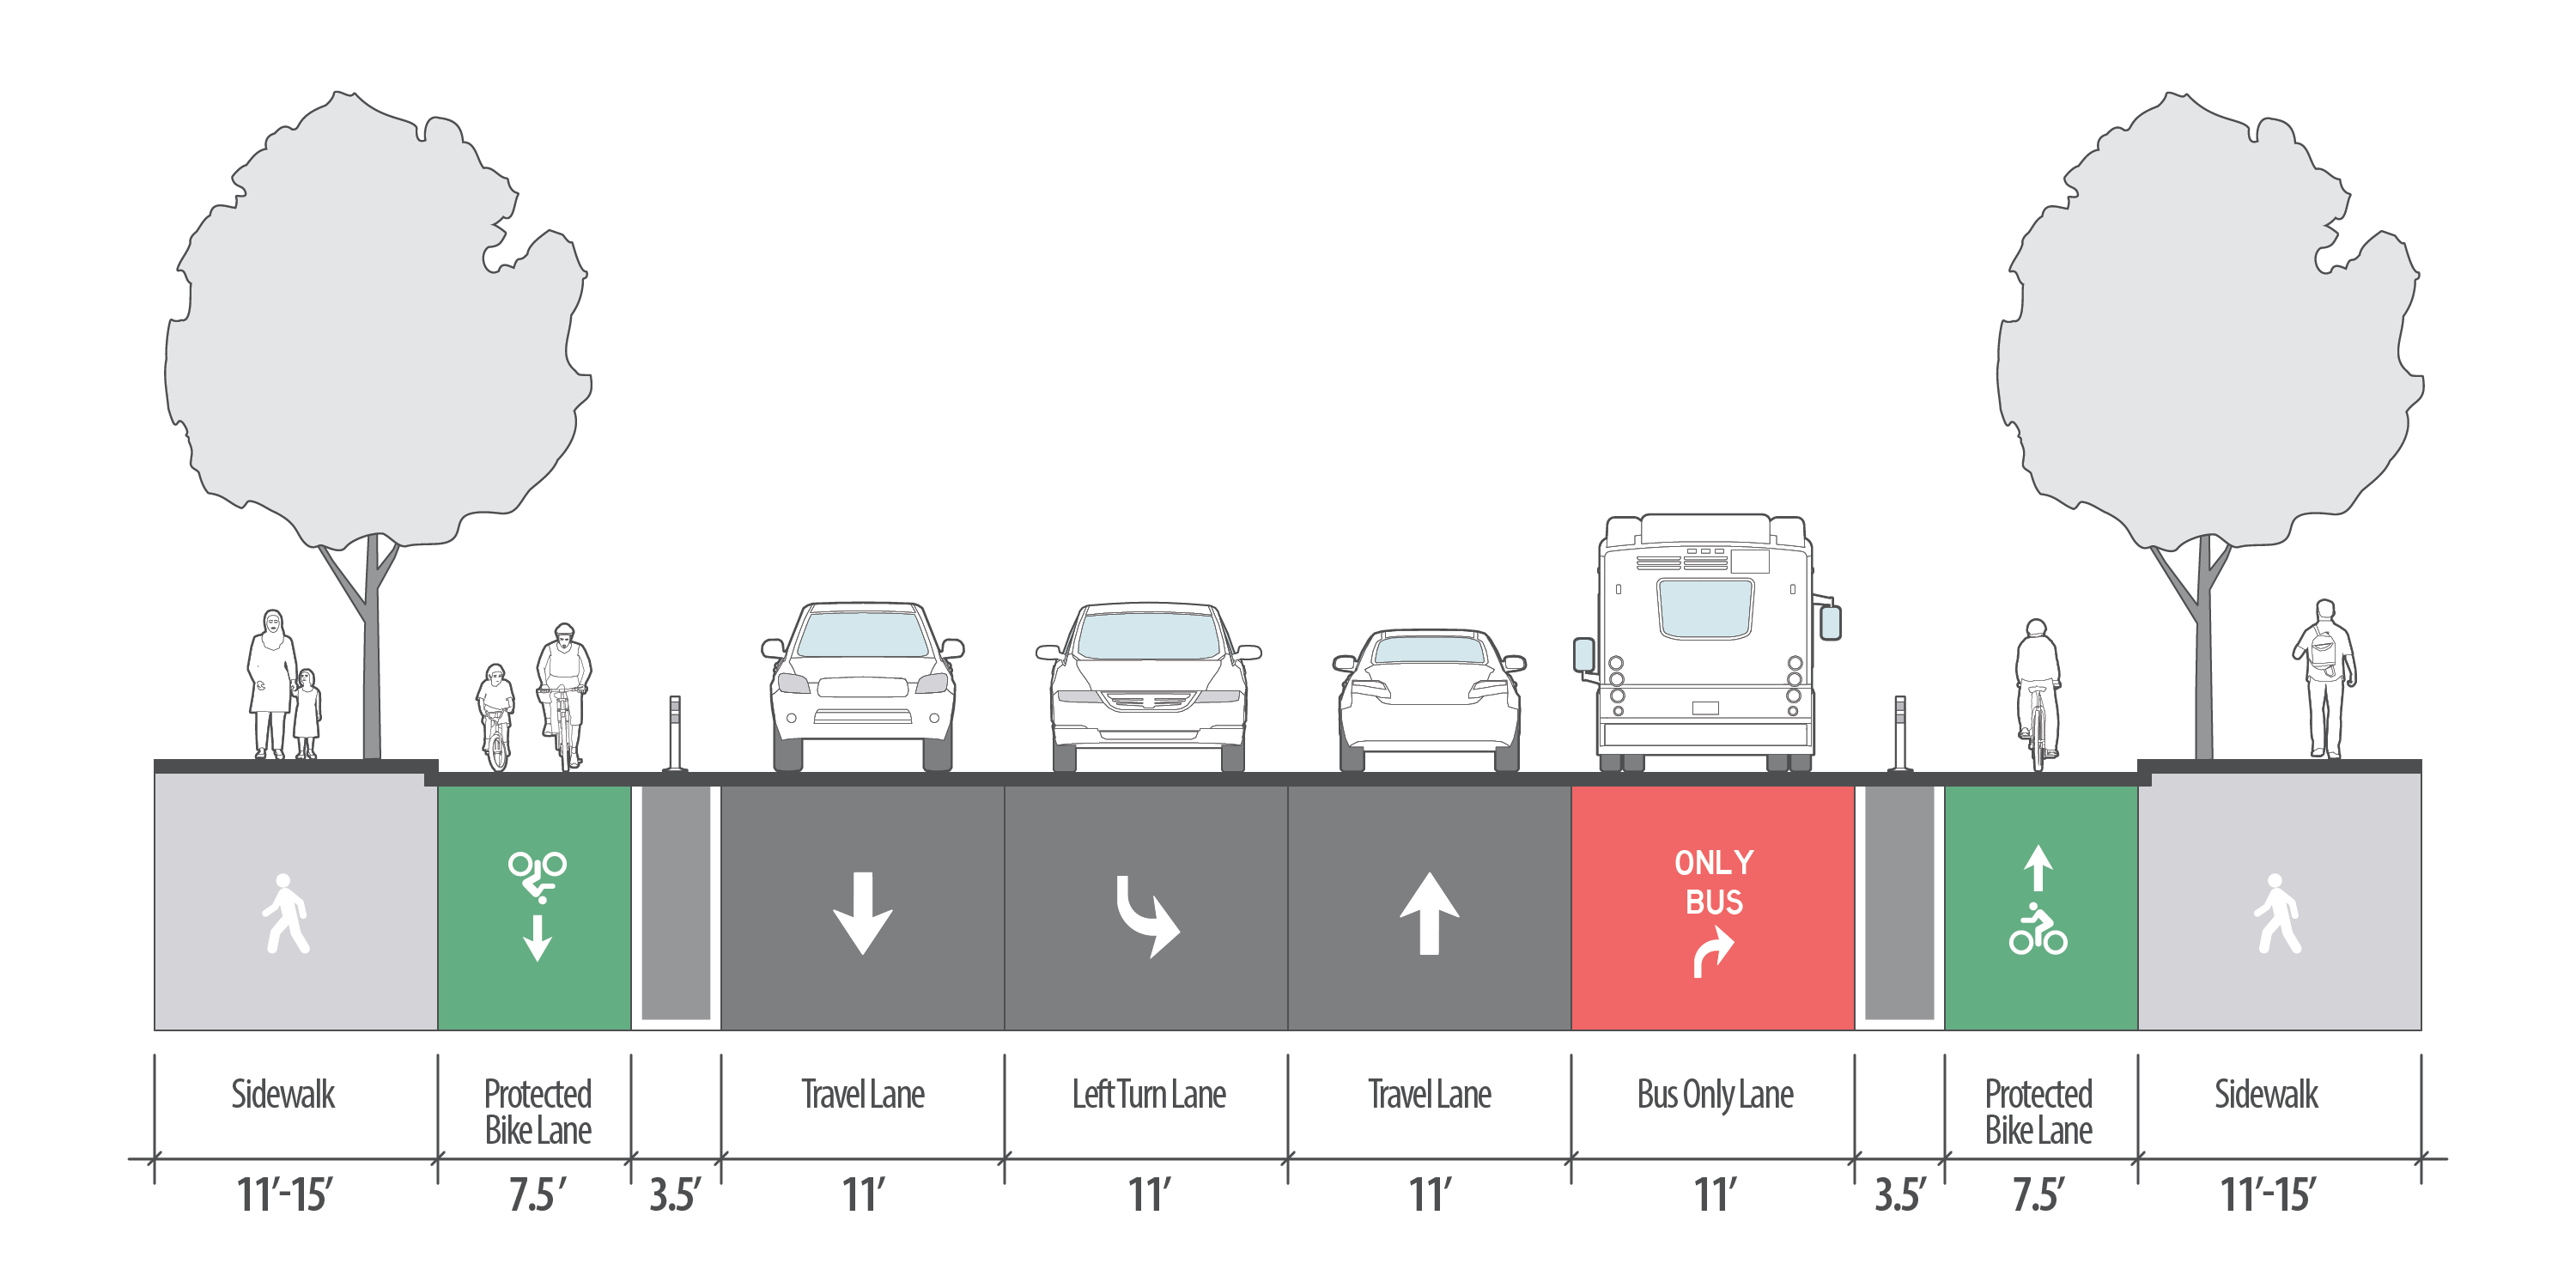 ONLY
BUS
Sidewalk
Protected
Bike Lane
Travel Lane
Left Turn Lane
Travel Lane
Bus Only Lane
Protected
Bike Lane
Sidewalk
11'-15'
7.5'
3.5'
11'
11'
11'
11'
3.5'
7.5'
11'-15'